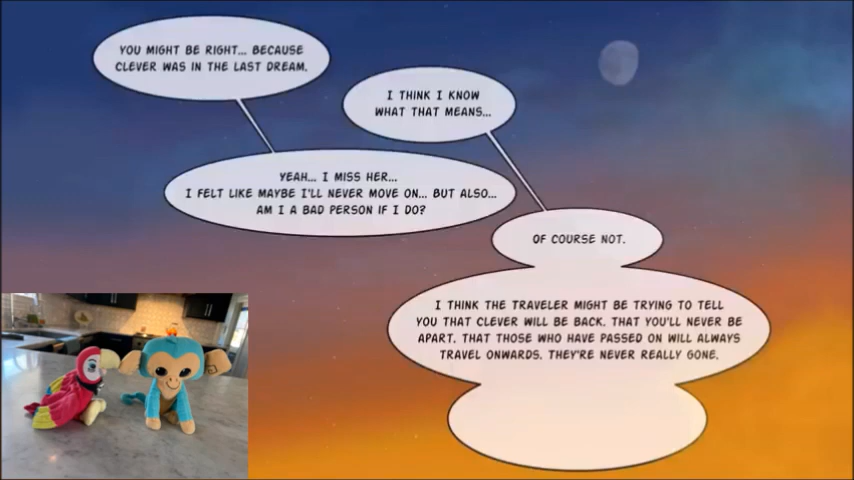 YOU MIGHT BE RIGHT... BECAUSE
CLEVER WAS IN THE LAST DREAM.
I THINK I KNOW
WHAT THAT MEANS...
YEAH... I MISS HER...
I FELT LIKE MAYBE I'LL NEVER MOVE ON... BUT ALSO...
AM I A BAD PERSON IF I DO?
OF COURSE NOT.
I THINK THE TRAVELER MIGHT BE TRYING TO TELL
YOU THAT CLEVER WILL BE BACK. THAT YOU'LL NEVER BE
APART. THAT THOSE WHO HAVE PASSED ON WILL ALWAYS
TRAVEL ONWARDS. THEY'RE NEVER REALLY GONE.